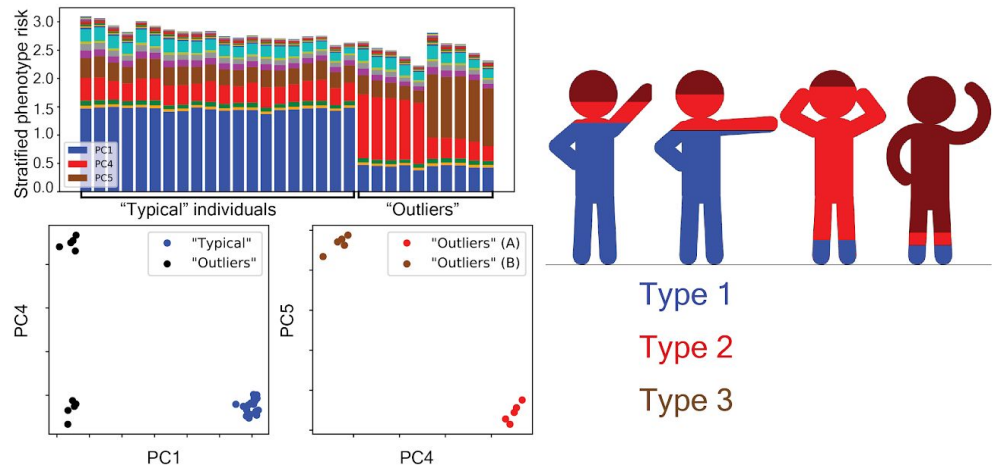 Stratified phenotype risk
3.0
2.5
2.0
1.5
1.0
0.5
0.0
PC1
PC4
PC5
"Typical" individuals
"Outliers"
"Typical"
"Outliers"
PC4
PC1
"Outliers" (A)
"Outliers" (B)
PC5
PC4
Type 1
Type 2
Type 3